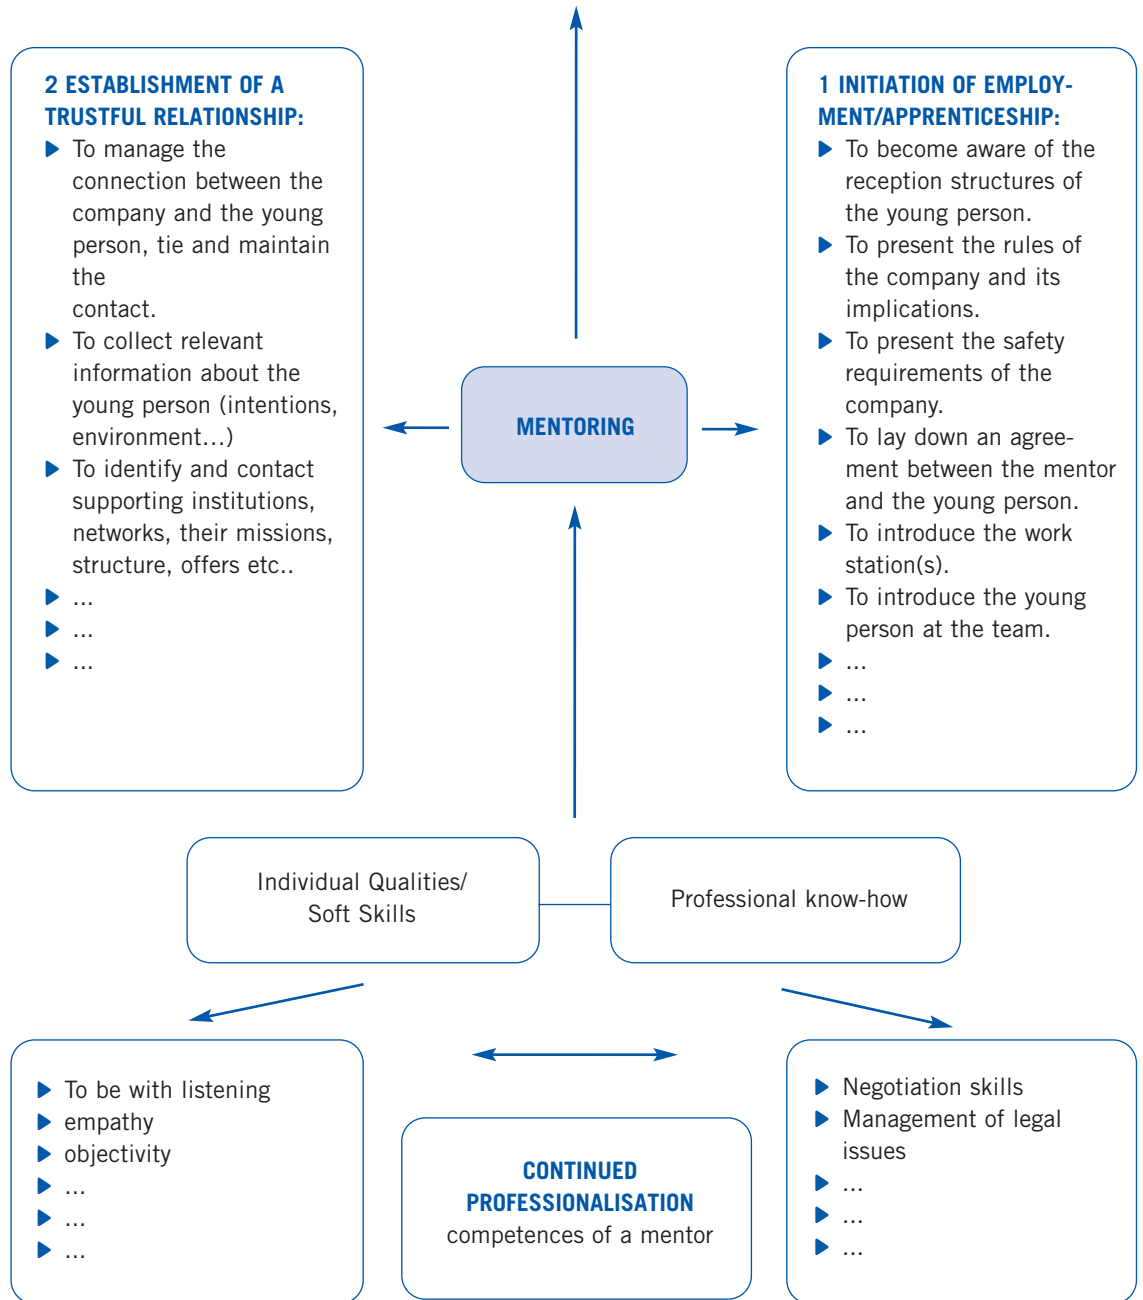 2 ESTABLISHMENT OF A
TRUSTFUL RELATIONSHIP:
▶ To manage the
connection between the
company and the young
person, tie and maintain
the
contact.
▶ To collect relevant
information about the
young person (intentions,
environment…)
▶ To identify and contact
supporting institutions,
networks, their missions,
structure, offers etc..
▶ ...
▶ ...
▶ ...
MENTORING
1 INITIATION OF EMPLOY-
MENT/APPRENTICESHIP:
▶ To become aware of the
reception structures of
the young person.
▶ To present the rules of
the company and its
implications.
▶ To present the safety
requirements of the
company.
▶ To lay down an agree-
ment between the mentor
and the young person.
▶ To introduce the work
station(s).
▶ To introduce the young
person at the team.
▶ ...
▶ ...
▶ ...
Individual Qualities/
Soft Skills
Professional know-how
▶ To be with listening
▶ empathy
▶ objectivity
▶ ...
▶ ...
▶ ...
CONTINUED
PROFESSIONALISATION
competences of a mentor
▶ Negotiation skills
▶ Management of legal
issues
▶ ...
▶ ...
▶ ...